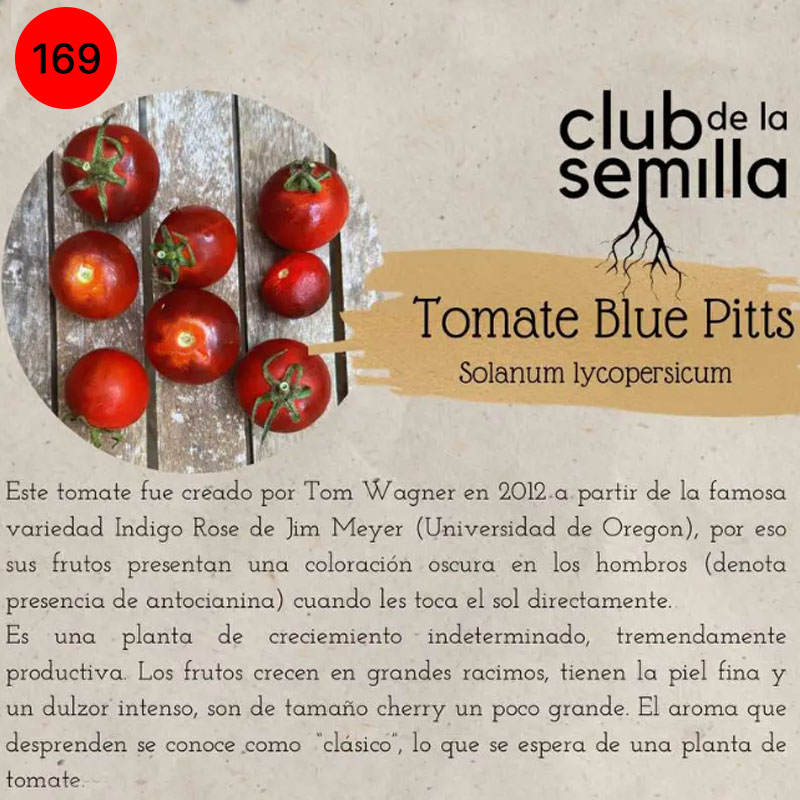 169
club de la
semilla
Tomate Blue Pitts
Solanum lycopersicum
Este tomate fue creado por Tom Wagner en 2012 a partir de la famosa
variedad Indigo Rose de Jim Meyer (Universidad de Oregon), por eso
sus frutos presentan una coloración oscura en los hombros (denota
presencia de antocianina) cuando les toca el sol directamente.
Es una planta de creciemiento indeterminado, tremendamente
productiva. Los frutos crecen en grandes racimos, tienen la piel fina y
un dulzor intenso, son de tamaño cherry un poco grande. El aroma que
desprenden se conoce como "clásico", lo que se espera de una planta de
tomate.